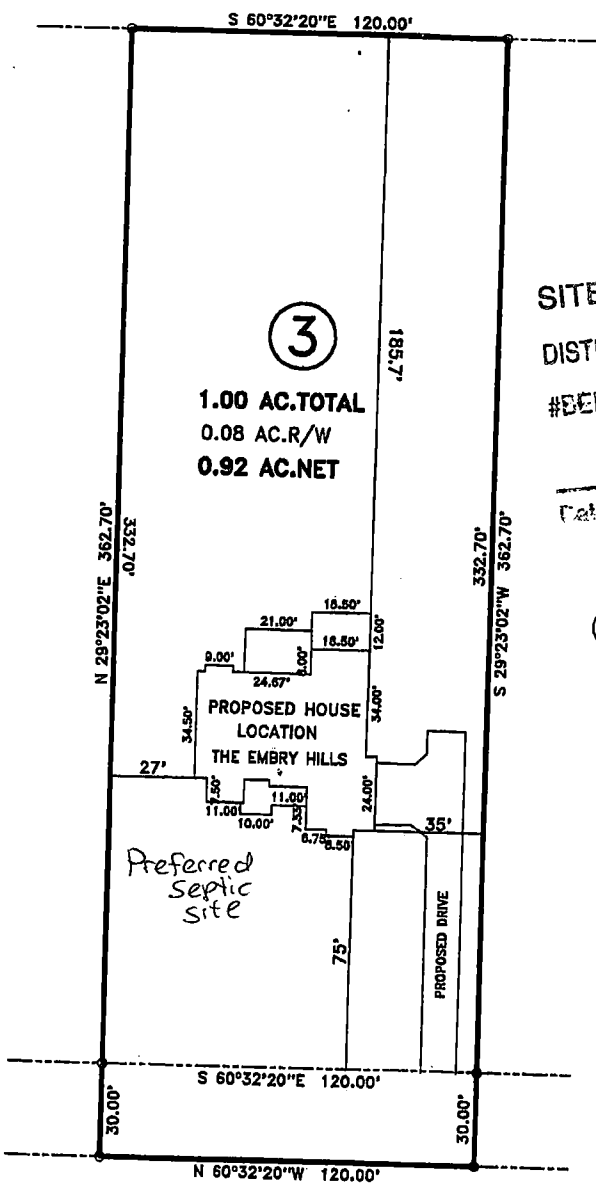 S 60°32'20"E 120.00'
SITE
DIST
3
185.7'
1.00 AC.TOTAL
0.08 AC.R/W
0.92 AC.NET
N 29°23'02"E 362.70'
332.70'
332.70'
S 29°23'02"W 362.70'
16.50'
21.00'
16.50'
12.00'
9.00'
24.67'
34.50'
34.00'
PROPOSED HOUSE
LOCATION
THE EMBRY HILLS
27'
7.50'
11.00'
11.00'
10.00'
7.33'
6.75'
8.50'
24.00'
35'
Preferred
septic
site
75'
PROPOSED DRIVE
S 60°32'20"E 120.00'
30.00'
30.00'
N 60°32'20"W 120.00'